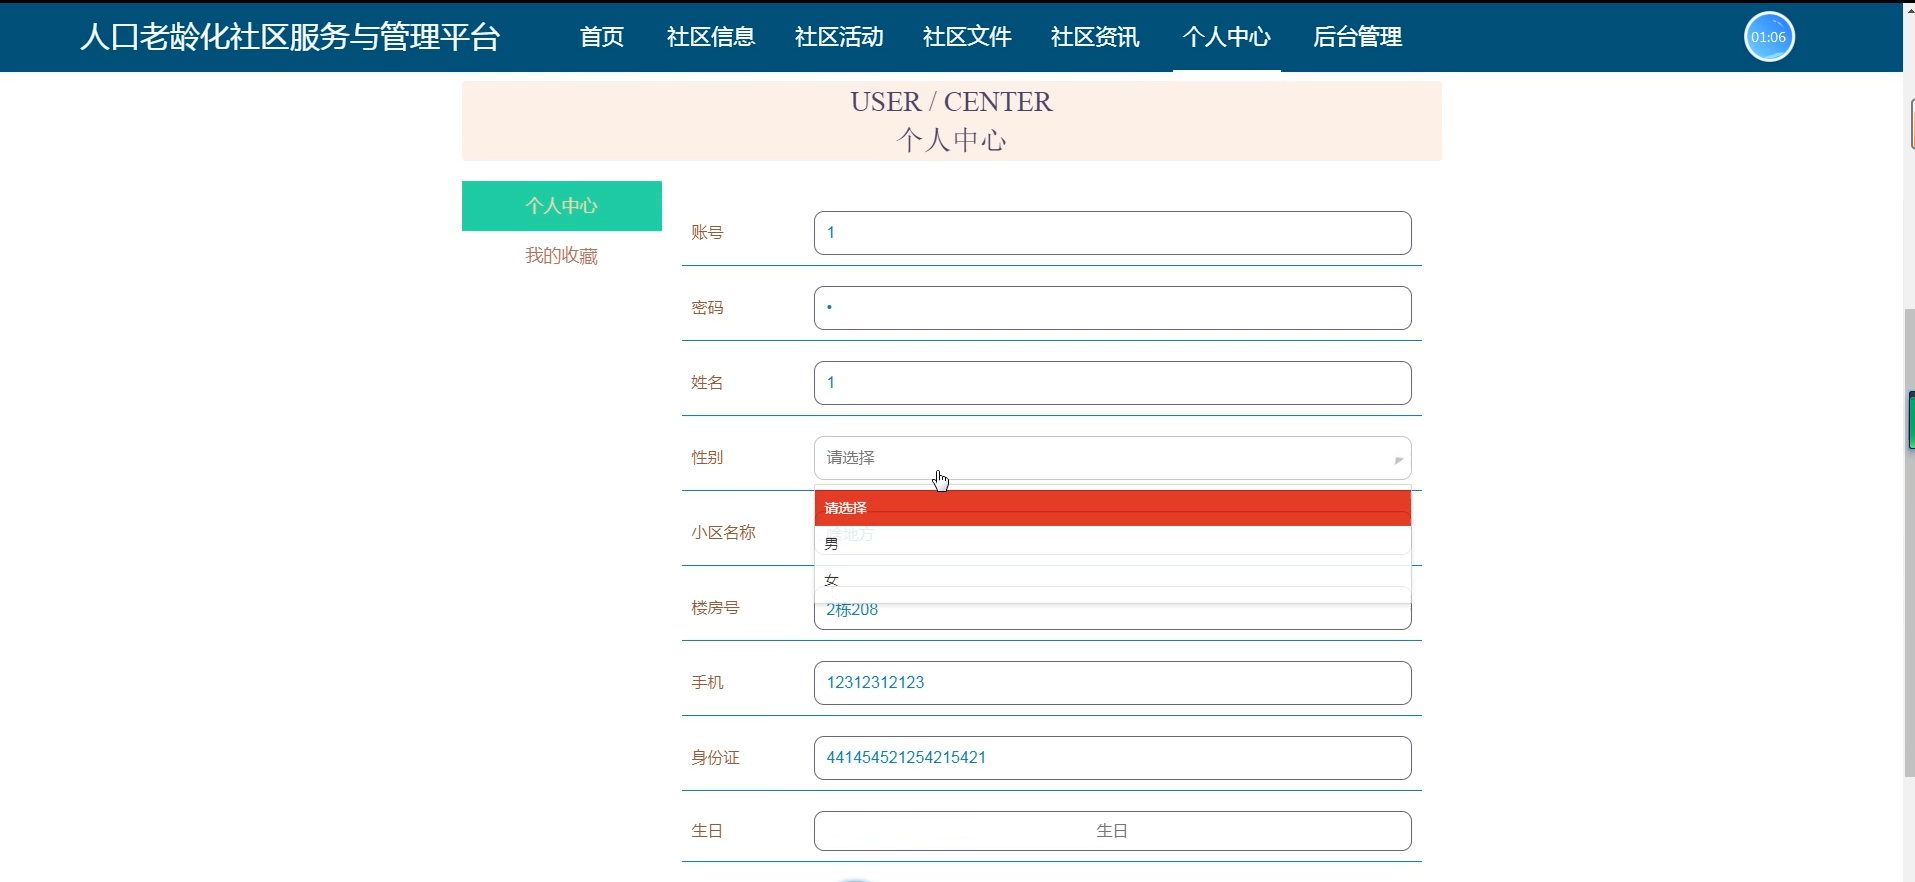 人口老龄化社区服务与管理平台 首页 社区信息 社区活动 社区文件 社区资讯 个人中心 后台管理 01:06
USER / CENTER
个人中心
个人中心
我的收藏
账号 1
密码 •
姓名 1
性别 请选择
请选择
小区名称 啥地方
男
女
楼房号 2栋208
手机 12312312123
身份证 441454521254215421
生日 生日